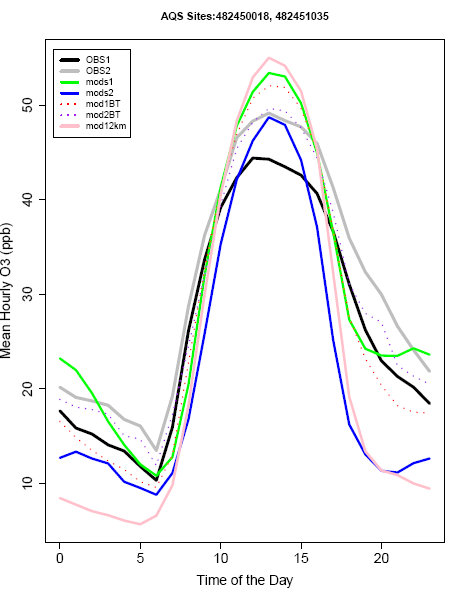 AQS Sites:482450018, 482451035
OBS1
OBS2
mods1
mods2
mod1BT
mod2BT
mod12km
Mean Hourly O3 (ppb)
50
40
30
20
10
0 5 10 15 20
Time of the Day